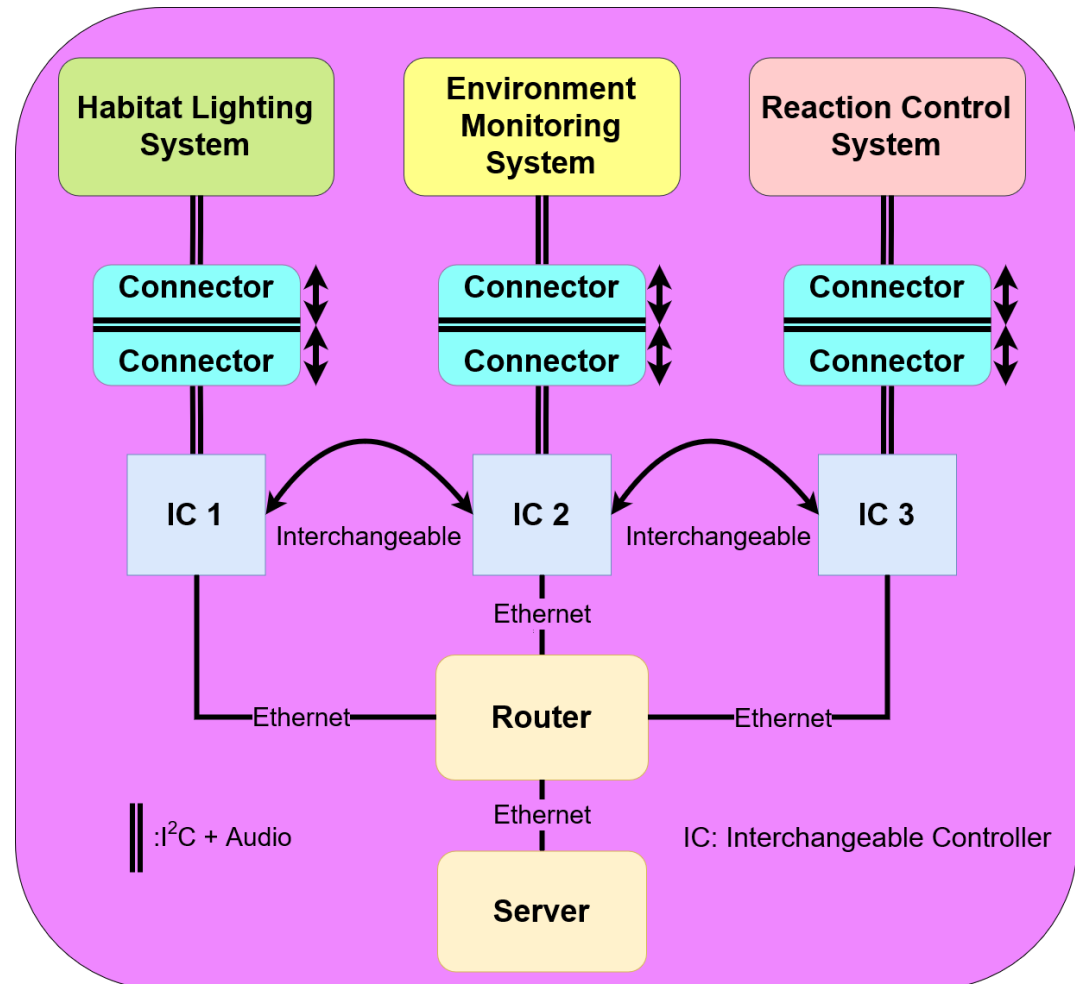 Habitat Lighting
System
Environment
Monitoring
System
Reaction Control
System
Connector
Connector
Connector
Connector
Connector
Connector
IC 1
IC 2
IC 3
Interchangeable
Interchangeable
Ethernet
Ethernet
Router
Ethernet
Ethernet
:I²C + Audio
IC: Interchangeable Controller
Server